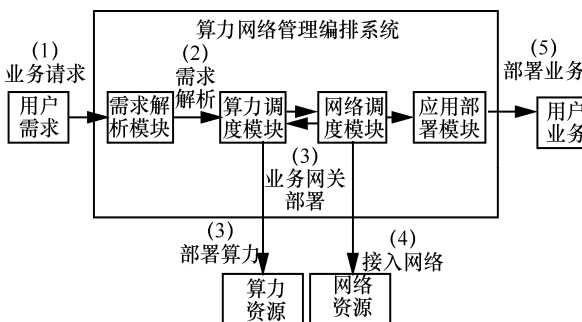 算力网络管理编排系统
(1)
业务请求
用户
需求
需求解
析模块
(2)
需求
解析
算力调
度模块
网络调
度模块
应用部
署模块
(5)
部署业务
用户
业务
(3)
业务网关
部署
(3)
部署算力
(4)
接入网络
算力
资源
网络
资源